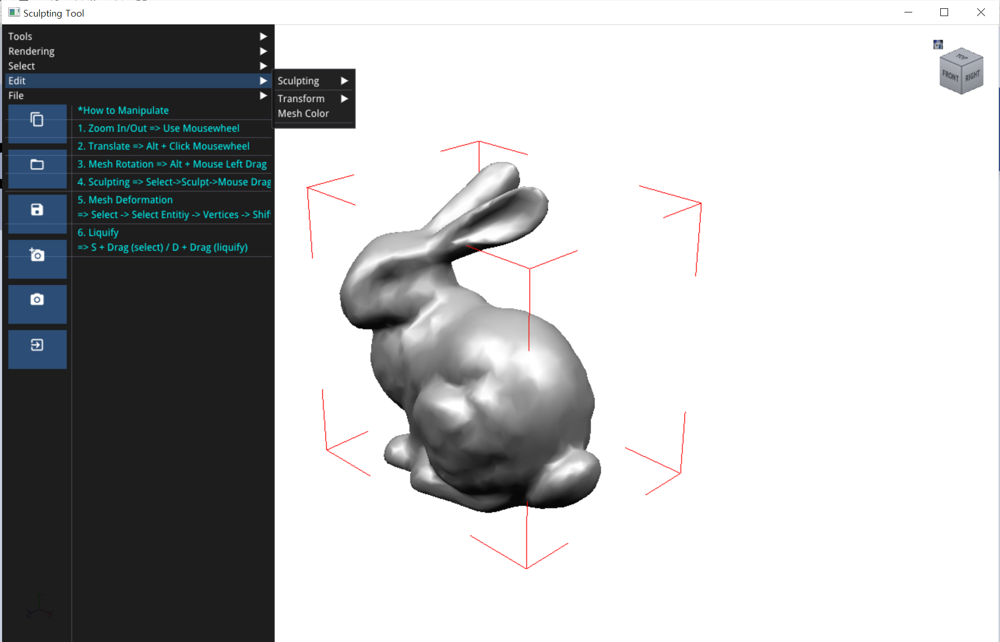 Sculpting Tool
Tools
Rendering
Select
Edit
File
Sculpting
Transform
Mesh Color
*How to Manipulate
1. Zoom In/Out => Use Mousewheel
2. Translate => Alt + Click Mousewheel
3. Mesh Rotation => Alt + Mouse Left Drag
4. Sculpting => Select->Sculpt->Mouse Drag
5. Mesh Deformation
=> Select -> Select Entitiy -> Vertices -> Shif
6. Liquify
=> S + Drag (select) / D + Drag (liquify)
TOP
FRONT
RIGHT